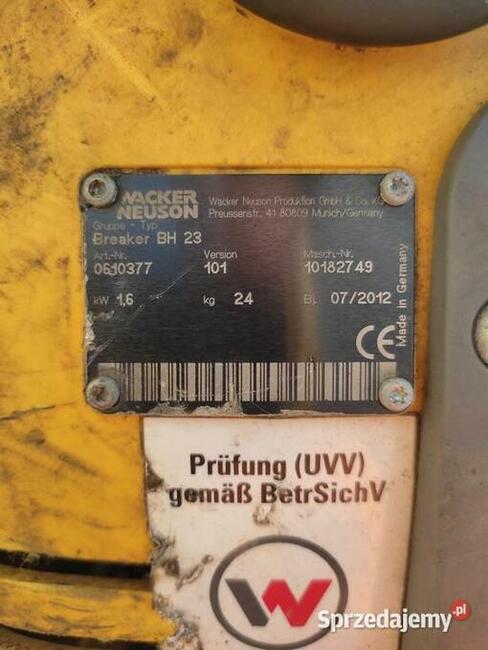 WACKER
NEUSON
Wacker Neuson Produktion GmbH & Co. KG
Preussenstr. 41 80809 Munich/Germany
Gruppe - Typ
Breaker BH 23
Art.-Nr. Version Masch.-Nr.
0610377 101 10182749
kW 1,6 kg 24 Bj. 07/2012
CE
Made in Germany
Prüfung (UVV)
gemäß BetrSichV
Sprzedajemy.pl